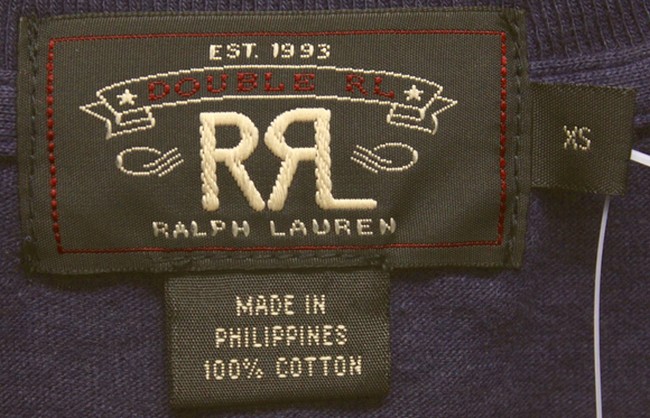 EST. 1993
DOUBLE RL
RRL
RALPH LAUREN
XS
MADE IN
PHILIPPINES
100% COTTON